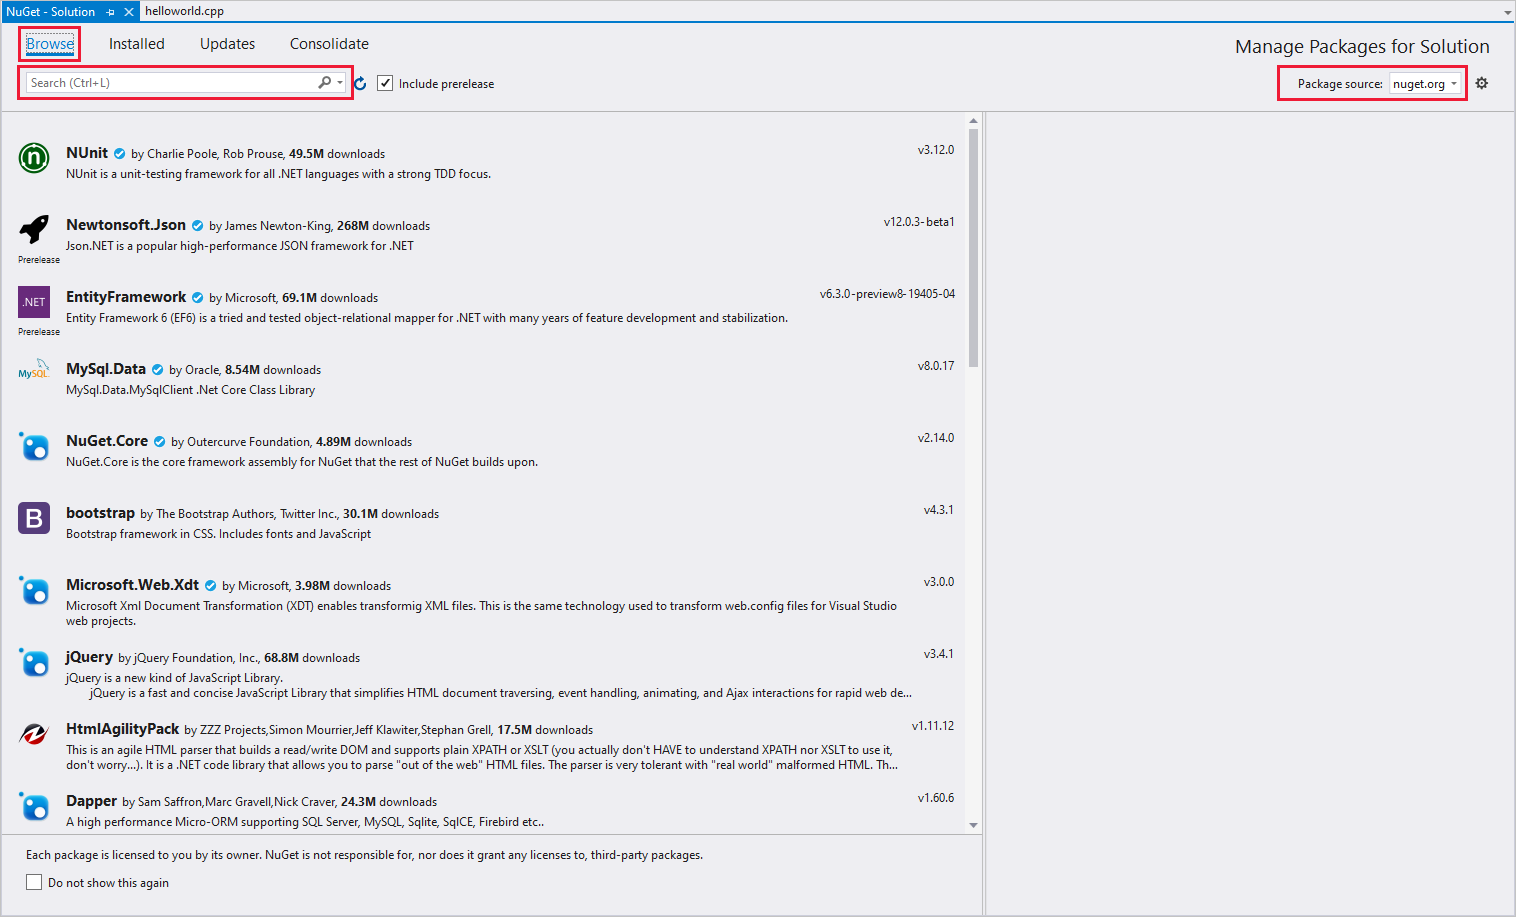 NuGet - Solution
helloworld.cpp
Browse
Installed
Updates
Consolidate
Manage Packages for Solution
Search (Ctrl+L)
Include prerelease
Package source:
nuget.org
n
NUnit by Charlie Poole, Rob Prouse, 49.5M downloads
v3.12.0
NUnit is a unit-testing framework for all .NET languages with a strong TDD focus.
Newtonsoft.Json by James Newton-King, 268M downloads
v12.0.3-beta1
Json.NET is a popular high-performance JSON framework for .NET
Prerelease
.NET
EntityFramework by Microsoft, 69.1M downloads
v6.3.0-preview8-19405-04
Entity Framework 6 (EF6) is a tried and tested object-relational mapper for .NET with many years of feature development and stabilization.
Prerelease
MySQL
MySql.Data by Oracle, 8.54M downloads
v8.0.17
MySql.Data.MySqlClient .Net Core Class Library
NuGet.Core by Outercurve Foundation, 4.89M downloads
v2.14.0
NuGet.Core is the core framework assembly for NuGet that the rest of NuGet builds upon.
B
bootstrap by The Bootstrap Authors, Twitter Inc., 30.1M downloads
v4.3.1
Bootstrap framework in CSS. Includes fonts and JavaScript
Microsoft.Web.Xdt by Microsoft, 3.98M downloads
v3.0.0
Microsoft Xml Document Transformation (XDT) enables transformig XML files. This is the same technology used to transform web.config files for Visual Studio
web projects.
jQuery by jQuery Foundation, Inc., 68.8M downloads
v3.4.1
jQuery is a new kind of JavaScript Library.
jQuery is a fast and concise JavaScript Library that simplifies HTML document traversing, event handling, animating, and Ajax interactions for rapid web de...
HtmlAgilityPack by ZZZ Projects,Simon Mourrier,Jeff Klawiter,Stephan Grell, 17.5M downloads
v1.11.12
This is an agile HTML parser that builds a read/write DOM and supports plain XPATH or XSLT (you actually don't HAVE to understand XPATH nor XSLT to use it,
don't worry...). It is a .NET code library that allows you to parse "out of the web" HTML files. The parser is very tolerant with "real world" malformed HTML. Th...
Dapper by Sam Saffron,Marc Gravell,Nick Craver, 24.3M downloads
v1.60.6
A high performance Micro-ORM supporting SQL Server, MySQL, Sqlite, SqlCE, Firebird etc..
Each package is licensed to you by its owner. NuGet is not responsible for, nor does it grant any licenses to, third-party packages.
Do not show this again